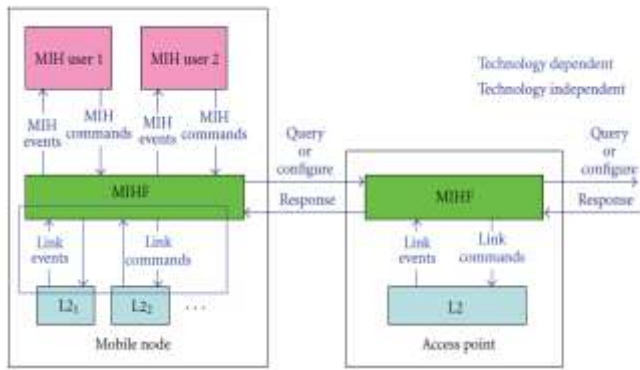 MIH user 1
MIH user 2
Technology dependent
Technology independent
MIH
events
MIH
commands
MIH
events
MIH
commands
Query
or
configure
Query
or
configure
MIHF
MIHF
Response
Response
Link
events
Link
commands
Link
events
Link
commands
L2₁
L2₂
. . .
L2
Mobile node
Access point